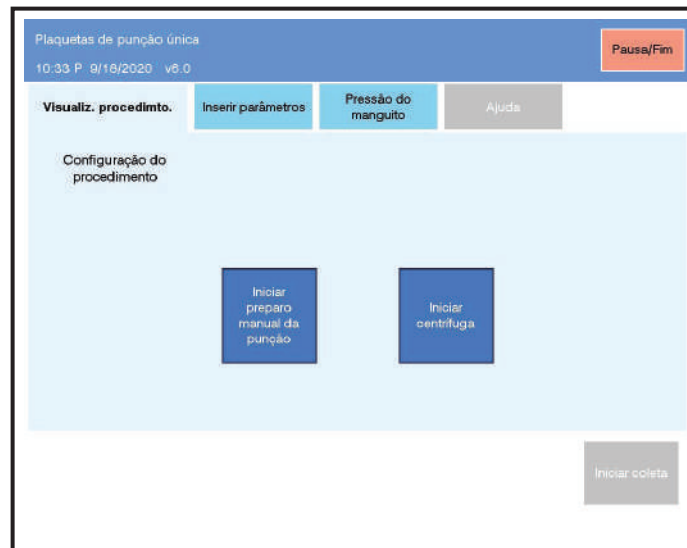 Plaquetas de punção única
10:33 P 9/16/2020 v6.0
Pausa/Fim
Visualiz. procedimto.
Inserir parâmetros
Pressão do
manguito
Ajuda
Configuração do
procedimento
Iniciar
preparo
manual da
punção
Iniciar
centrífuga
Iniciar coleta